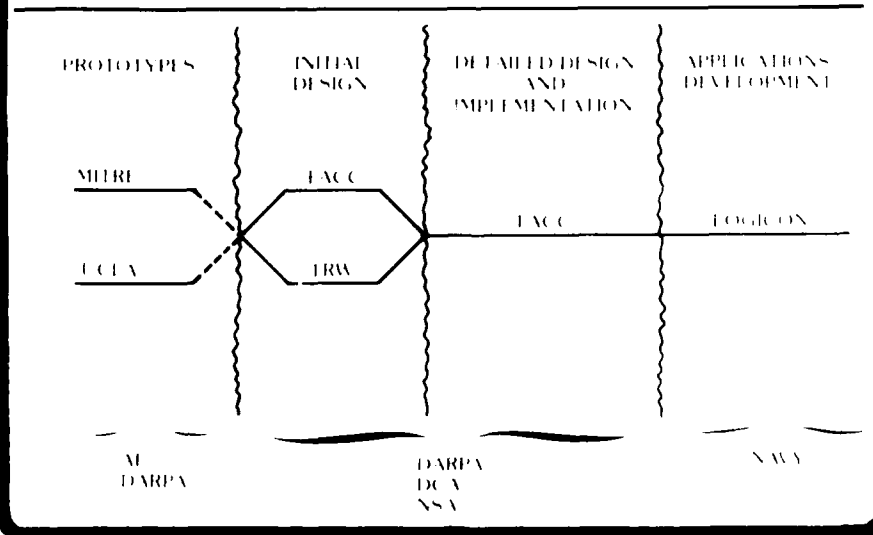 PROTOTYPES
INITIAL
DESIGN
DETAILED DESIGN
AND
IMPLEMENTATION
APPLICATIONS
DEVELOPMENT
MITRE
FACC
UCLA
TRW
FACC
LOGICON
DARPA
DARPA
DCA
NSA
NAVY